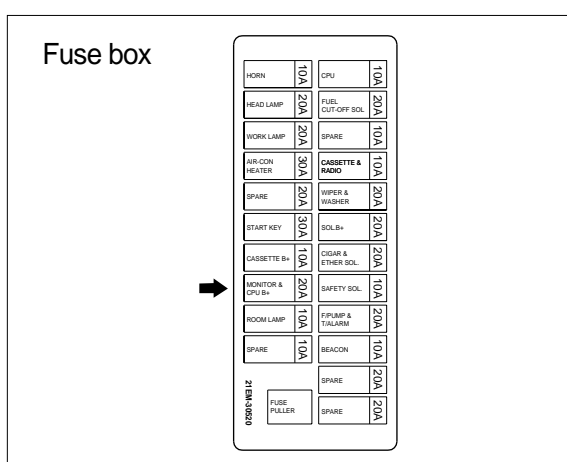 Fuse box
HORN 10A CPU 10A
HEAD LAMP 20A FUEL
CUT-OFF SOL 20A
WORK LAMP 20A SPARE 10A
AIR-CON
HEATER 30A CASSETTE &
RADIO 10A
SPARE 20A WIPER &
WASHER 20A
START KEY 30A SOL.B+ 20A
CASSETTE B+ 10A CIGAR &
ETHER SOL. 20A
MONITOR &
CPU B+ 20A SAFETY SOL. 10A
ROOM LAMP 10A F/PUMP &
T/ALARM 20A
SPARE 10A BEACON 10A
SPARE 20A
SPARE 20A
FUSE
PULLER
21EM-30520